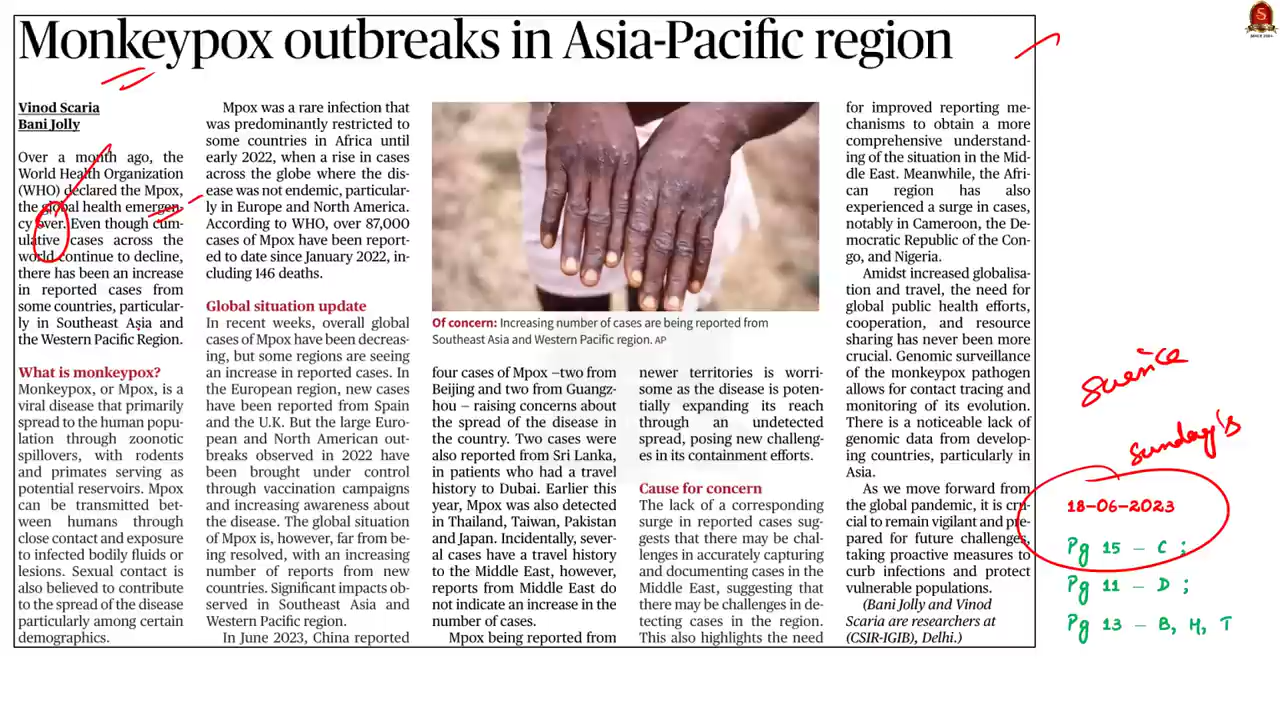 Monkeypox outbreaks in Asia-Pacific region
Vinod Scaria
Bani Jolly
Over a month ago, the
World Health Organization
(WHO) declared the Mpox,
the global health emergen-
cy over. Even though cum-
ulative cases across the
world continue to decline,
there has been an increase
in reported cases from
some countries, particular-
ly in Southeast Asia and
the Western Pacific Region.
What is monkeypox?
Monkeypox, or Mpox, is a
viral disease that primarily
spread to the human popu-
lation through zoonotic
spillovers, with rodents
and primates serving as
potential reservoirs. Mpox
can be transmitted bet-
ween humans through
close contact and exposure
to infected bodily fluids or
lesions. Sexual contact is
also believed to contribute
to the spread of the disease
particularly among certain
demographics.
Mpox was a rare infection that
was predominantly restricted to
some countries in Africa until
early 2022, when a rise in cases
across the globe where the dis-
ease was not endemic, particular-
ly in Europe and North America.
According to WHO, over 87,000
cases of Mpox have been report-
ed to date since January 2022, in-
cluding 146 deaths.
Global situation update
In recent weeks, overall global
cases of Mpox have been decreas-
ing, but some regions are seeing
an increase in reported cases. In
the European region, new cases
have been reported from Spain
and the U.K. But the large Euro-
pean and North American out-
breaks observed in 2022 have
been brought under control
through vaccination campaigns
and increasing awareness about
the disease. The global situation
of Mpox is, however, far from be-
ing resolved, with an increasing
number of reports from new
countries. Significant impacts ob-
served in Southeast Asia and
Western Pacific region.
In June 2023, China reported
Of concern: Increasing number of cases are being reported from
Southeast Asia and Western Pacific region. AP
four cases of Mpox –two from
Beijing and two from Guangz-
hou – raising concerns about
the spread of the disease in
the country. Two cases were
also reported from Sri Lanka,
in patients who had a travel
history to Dubai. Earlier this
year, Mpox was also detected
in Thailand, Taiwan, Pakistan
and Japan. Incidentally, sever-
al cases have a travel history
to the Middle East, however,
reports from Middle East do
not indicate an increase in the
number of cases.
Mpox being reported from
newer territories is worri-
some as the disease is poten-
tially expanding its reach
through an undetected
spread, posing new challeng-
es in its containment efforts.
Cause for concern
The lack of a corresponding
surge in reported cases sug-
gests that there may be chal-
lenges in accurately capturing
and documenting cases in the
Middle East, suggesting that
there may be challenges in de-
tecting cases in the region.
This also highlights the need
for improved reporting me-
chanisms to obtain a more
comprehensive understand-
ing of the situation in the Mid-
dle East. Meanwhile, the Afri-
can region has also
experienced a surge in cases,
notably in Cameroon, the De-
mocratic Republic of the Con-
go, and Nigeria.
Amidst increased globalisa-
tion and travel, the need for
global public health efforts,
cooperation, and resource
sharing has never been more
crucial. Genomic surveillance
of the monkeypox pathogen
allows for contact tracing and
monitoring of its evolution.
There is a noticeable lack of
genomic data from develop-
ing countries, particularly in
Asia.
As we move forward from
the global pandemic, it is cru-
cial to remain vigilant and pre-
pared for future challenges,
taking proactive measures to
curb infections and protect
vulnerable populations.
(Bani Jolly and Vinod
Scaria are researchers at
(CSIR-IGIB), Delhi.)
Science
Sunday's
18-06-2023
Pg 15 – C ;
Pg 11 – D ;
Pg 13 – B, H, T